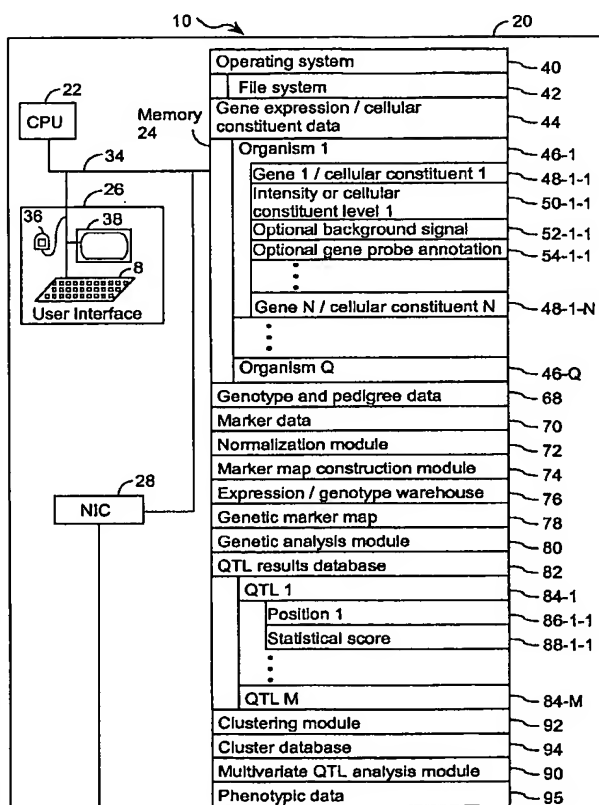 10
20
Operating system
40
22
File system
42
CPU
Memory
24
Gene expression / cellular
constituent data
44
34
Organism 1
46-1
26
Gene 1 / cellular constituent 1
48-1-1
36
38
Intensity or cellular
constituent level 1
50-1-1
Optional background signal
52-1-1
8
Optional gene probe annotation
54-1-1
User Interface
Gene N / cellular constituent N
48-1-N
Organism Q
46-Q
Genotype and pedigree data
68
Marker data
70
Normalization module
72
28
Marker map construction module
74
NIC
Expression / genotype warehouse
76
Genetic marker map
78
Genetic analysis module
80
QTL results database
82
QTL 1
84-1
Position 1
86-1-1
Statistical score
88-1-1
QTL M
84-M
Clustering module
92
Cluster database
94
Multivariate QTL analysis module
90
Phenotypic data
95